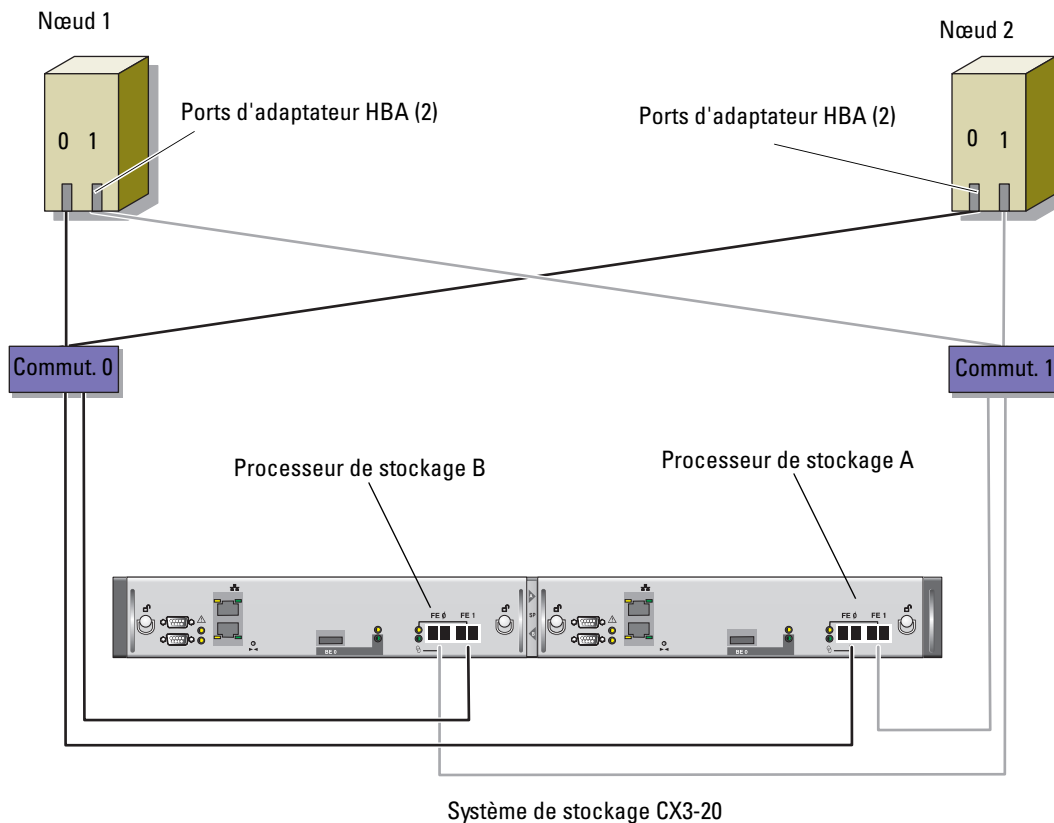 Nœud 1
Nœud 2
Ports d'adaptateur HBA (2)
Ports d'adaptateur HBA (2)
0 1
0 1
Commut. 0
Commut. 1
Processeur de stockage B
Processeur de stockage A
FE 0 FE 1
SP
FE 0 FE 1
BE 0
BE 0
Système de stockage CX3-20